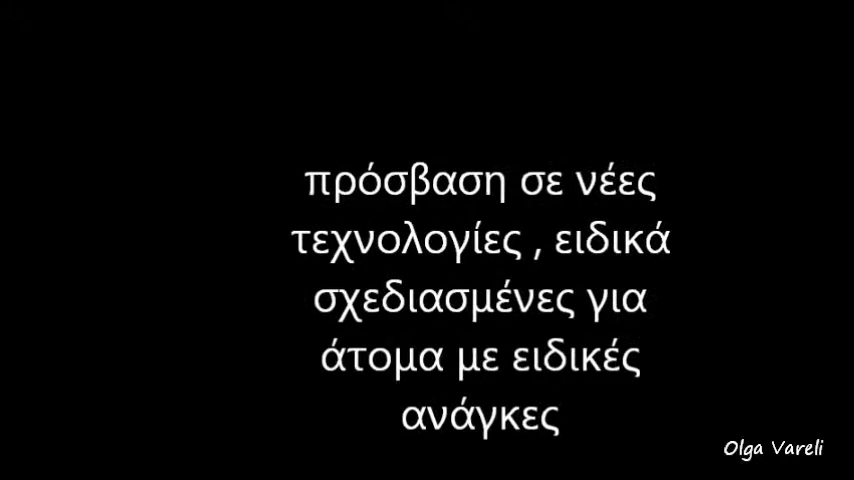 πρόσβαση σε νέες
τεχνολογίες , ειδικά
σχεδιασμένες για
άτομα με ειδικές
ανάγκες
Olga Vareli